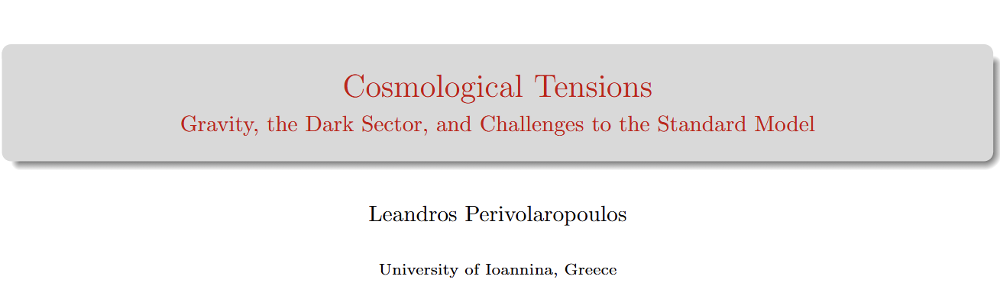 Cosmological Tensions
Gravity, the Dark Sector, and Challenges to the Standard Model
Leandros Perivolaropoulos
University of Ioannina, Greece